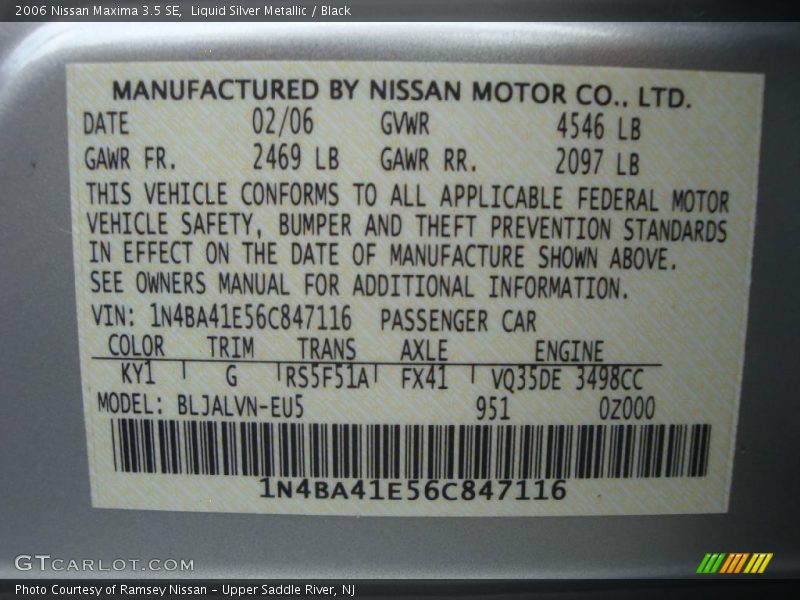 2006 Nissan Maxima 3.5 SE,  Liquid Silver Metallic / Black
MANUFACTURED BY NISSAN MOTOR CO., LTD.
DATE 02/06 GVWR 4546 LB
GAWR FR. 2469 LB GAWR RR. 2097 LB
THIS VEHICLE CONFORMS TO ALL APPLICABLE FEDERAL MOTOR
VEHICLE SAFETY, BUMPER AND THEFT PREVENTION STANDARDS
IN EFFECT ON THE DATE OF MANUFACTURE SHOWN ABOVE.
SEE OWNERS MANUAL FOR ADDITIONAL INFORMATION.
VIN: 1N4BA41E56C847116 PASSENGER CAR
COLOR TRIM TRANS AXLE ENGINE
KY1 G RS5F51A FX41 VQ35DE 3498CC
MODEL: BLJALVN-EU5 951 0Z000
1N4BA41E56C847116
GTCARLOT.COM
Photo Courtesy of Ramsey Nissan – Upper Saddle River, NJ